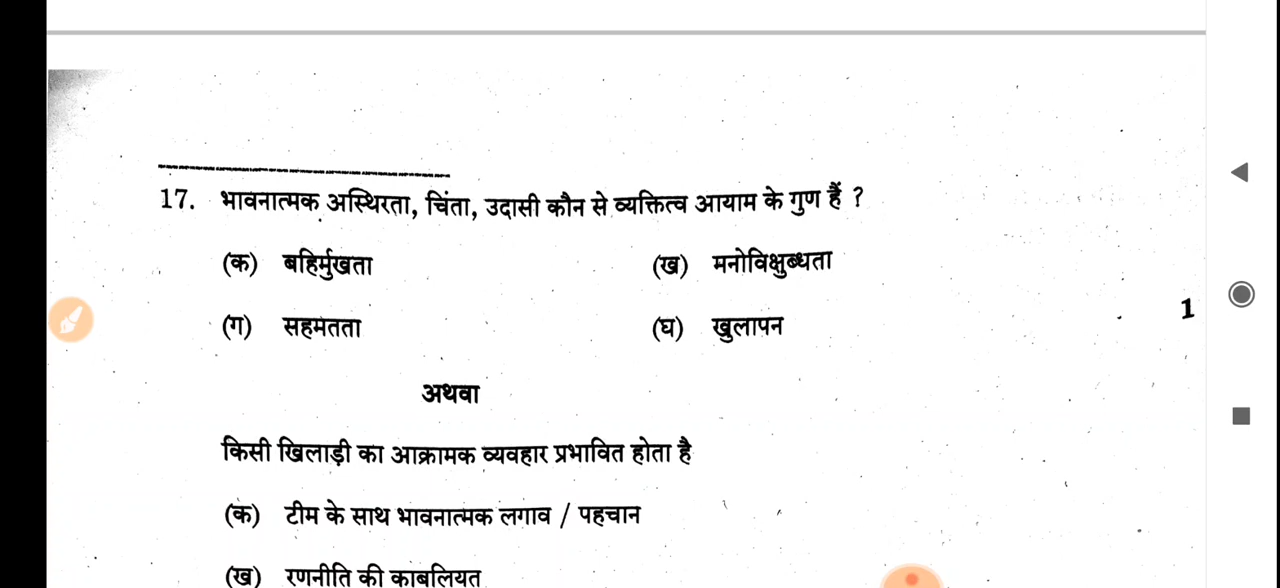 17. भावनात्मक अस्थिरता, चिंता, उदासी कौन से व्यक्तित्व आयाम के गुण हैं ?
(क) बहिर्मुखता (ख) मनोविक्षुब्धता
1
(ग) सहमतता (घ) खुलापन
अथवा
किसी खिलाड़ी का आक्रामक व्यवहार प्रभावित होता है
(क) टीम के साथ भावनात्मक लगाव / पहचान
(ख) रणनीति की काबलियत